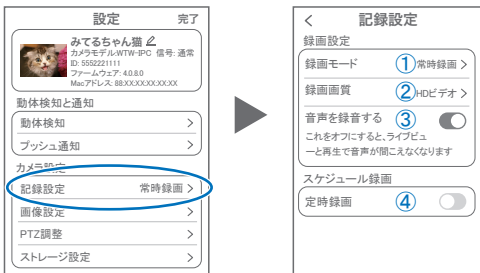 設定
完了
みてるちゃん猫
カメラモデル:WTW-IPC 信号: 通常
ID: 5552221111
ファームウェア: 4.0.8.0
Macアドレス: 88:XX:XX:XX:XX:XX
動体検知と通知
動体検知 >
プッシュ通知 >
カメラ設定
記録設定 常時録画 >
画像設定 >
PTZ調整 >
ストレージ設定 >
< 記録設定
録画設定
録画モード ①常時録画 >
録画画質 ②HDビデオ >
音声を録音する ③
これをオフにすると、ライブビュ
ーと再生で音声が聞こえなくなります
スケジュール録画
定時録画 ④